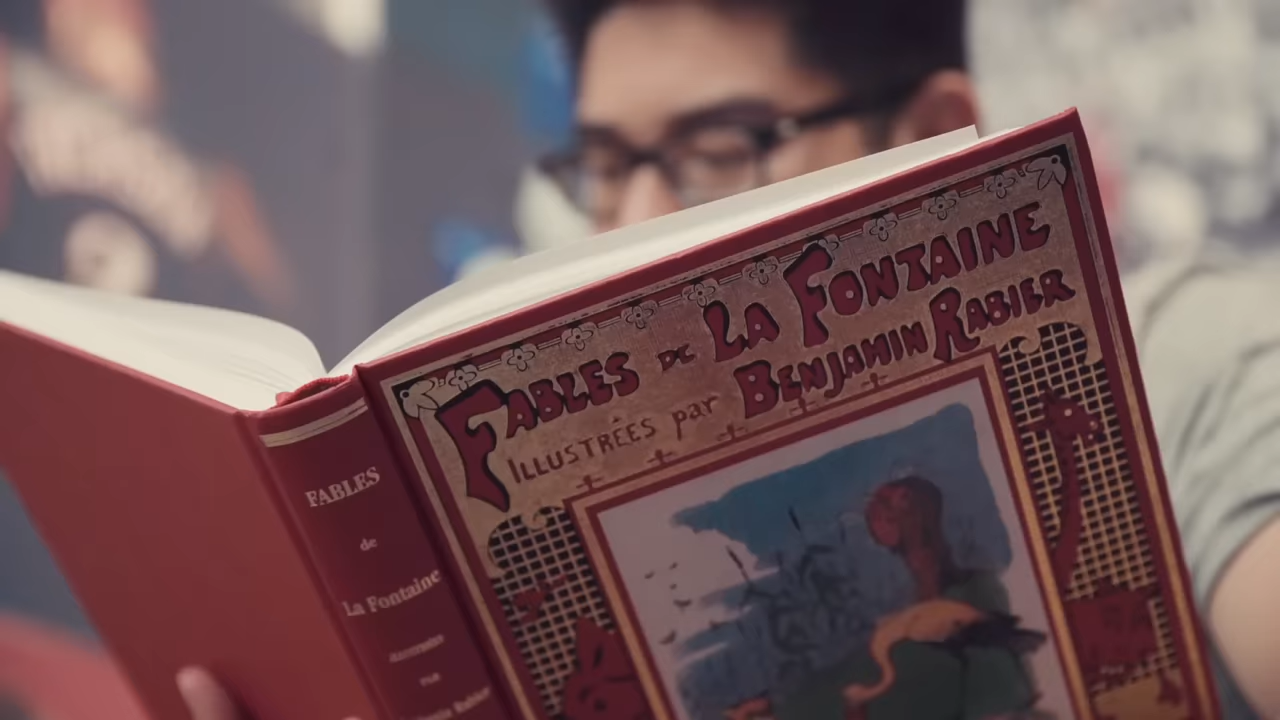 FABLES DE LA FONTAINE
ILLUSTRÉES par BENJAMIN RABIER
FABLES
de
La Fontaine